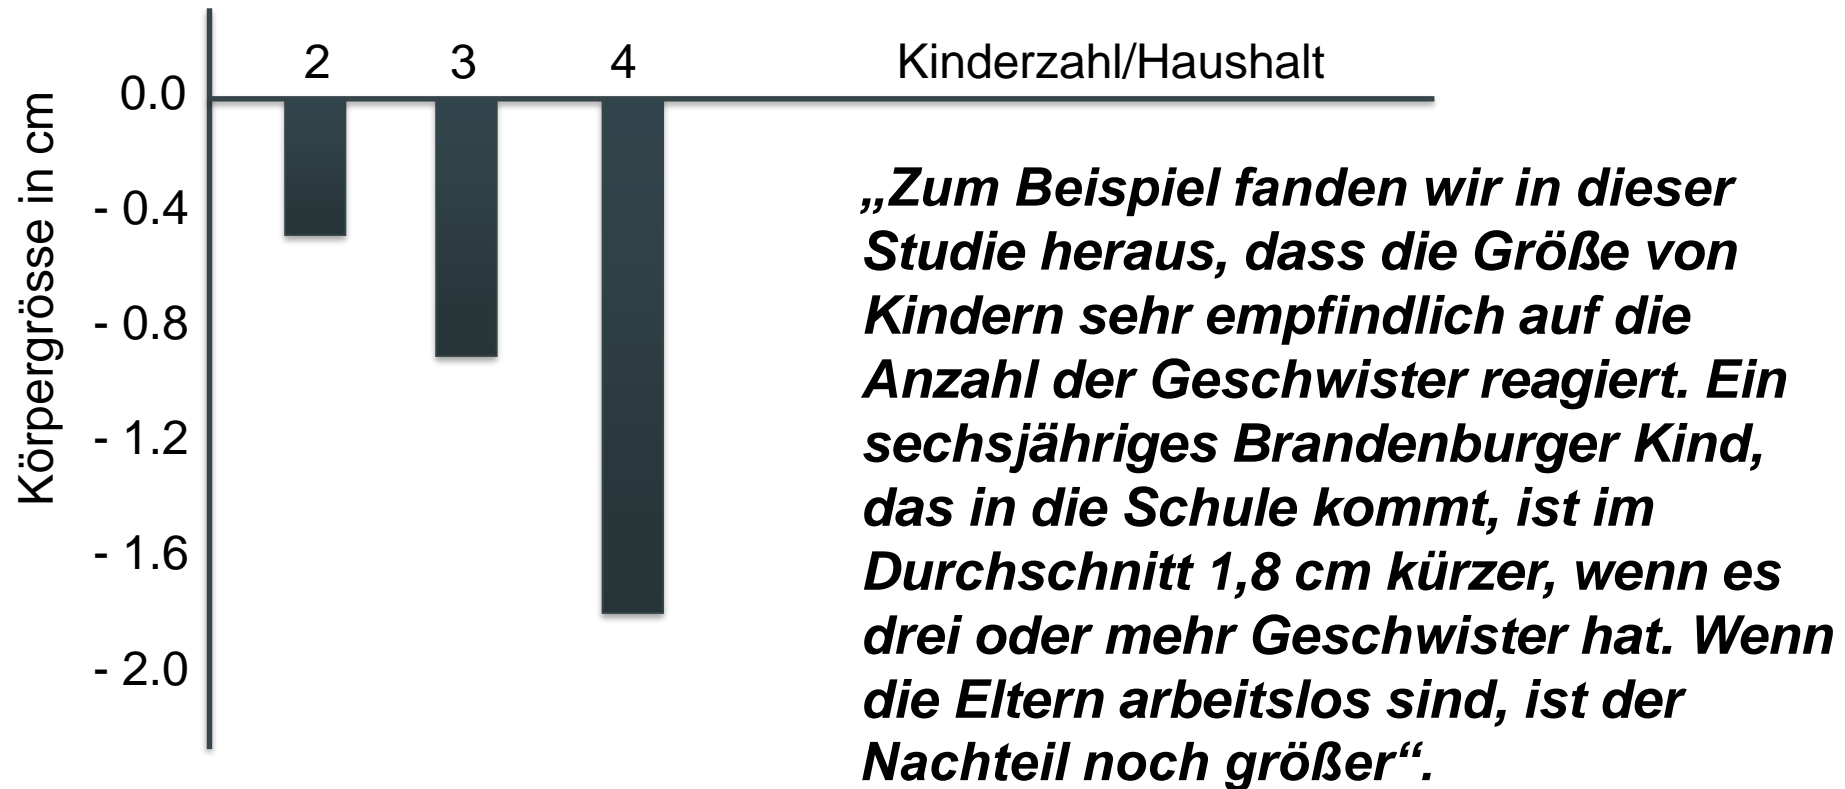 2 3 4 Kinderzahl/Haushalt
0.0
- 0.4
- 0.8
- 1.2
- 1.6
- 2.0
Körpergrösse in cm
„Zum Beispiel fanden wir in dieser
Studie heraus, dass die Größe von
Kindern sehr empfindlich auf die
Anzahl der Geschwister reagiert. Ein
sechsjähriges Brandenburger Kind,
das in die Schule kommt, ist im
Durchschnitt 1,8 cm kürzer, wenn es
drei oder mehr Geschwister hat. Wenn
die Eltern arbeitslos sind, ist der
Nachteil noch größer“.